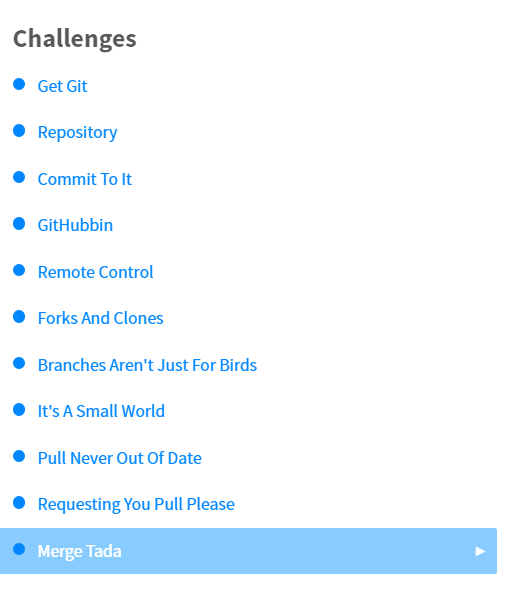 Challenges
Get Git
Repository
Commit To It
GitHubbin
Remote Control
Forks And Clones
Branches Aren't Just For Birds
It's A Small World
Pull Never Out Of Date
Requesting You Pull Please
Merge Tada